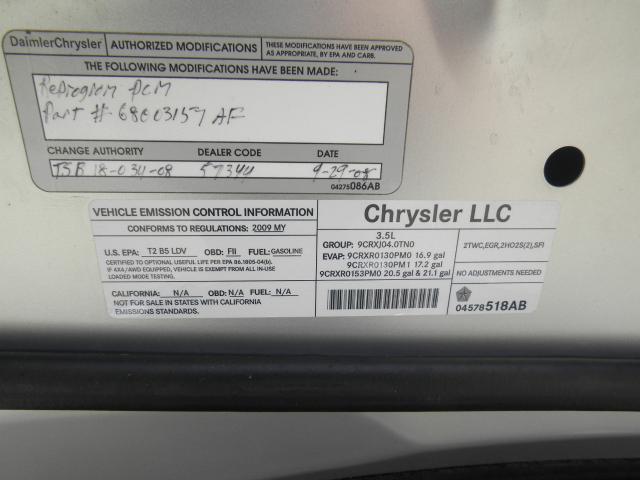 DaimlerChrysler AUTHORIZED MODIFICATIONS THESE MODIFICATIONS HAVE BEEN APPROVED AS APPROPRIATE, BY EPA AND CARB.
THE FOLLOWING MODIFICATIONS HAVE BEEN MADE:
Reprogram PCM
Part # 68003157 AF
CHANGE AUTHORITY DEALER CODE DATE
TSB 18-034-08 57344 9-29-08
04275086AB
VEHICLE EMISSION CONTROL INFORMATION
CONFORMS TO REGULATIONS: 2009 MY
U.S. EPA: T2 B5 LDV OBD: FII FUEL: GASOLINE
CERTIFIED TO OPTIONAL USEFUL LIFE PER EPA 86.1805-04(b).
IF 4X4/AWD EQUIPPED, VEHICLE IS IN AWD UNLESS IN
LOADED MODE TESTING.
CALIFORNIA: N/A OBD: N/A FUEL: N/A
NOT FOR SALE IN STATES WITH CALIFORNIA
EMISSIONS STANDARDS.
Chrysler LLC
3.5L
GROUP: 9CRXJ04.0TN0
EVAP: 9CRXR0130PM0 16.9 gal
9CRXR0130PM1 17.2 gal
9CRXR0153PM0 20.5 gal & 21.1 gal
2TWC,EGR,2HO2S(2),SFI
NO ADJUSTMENTS NEEDED
04578518AB